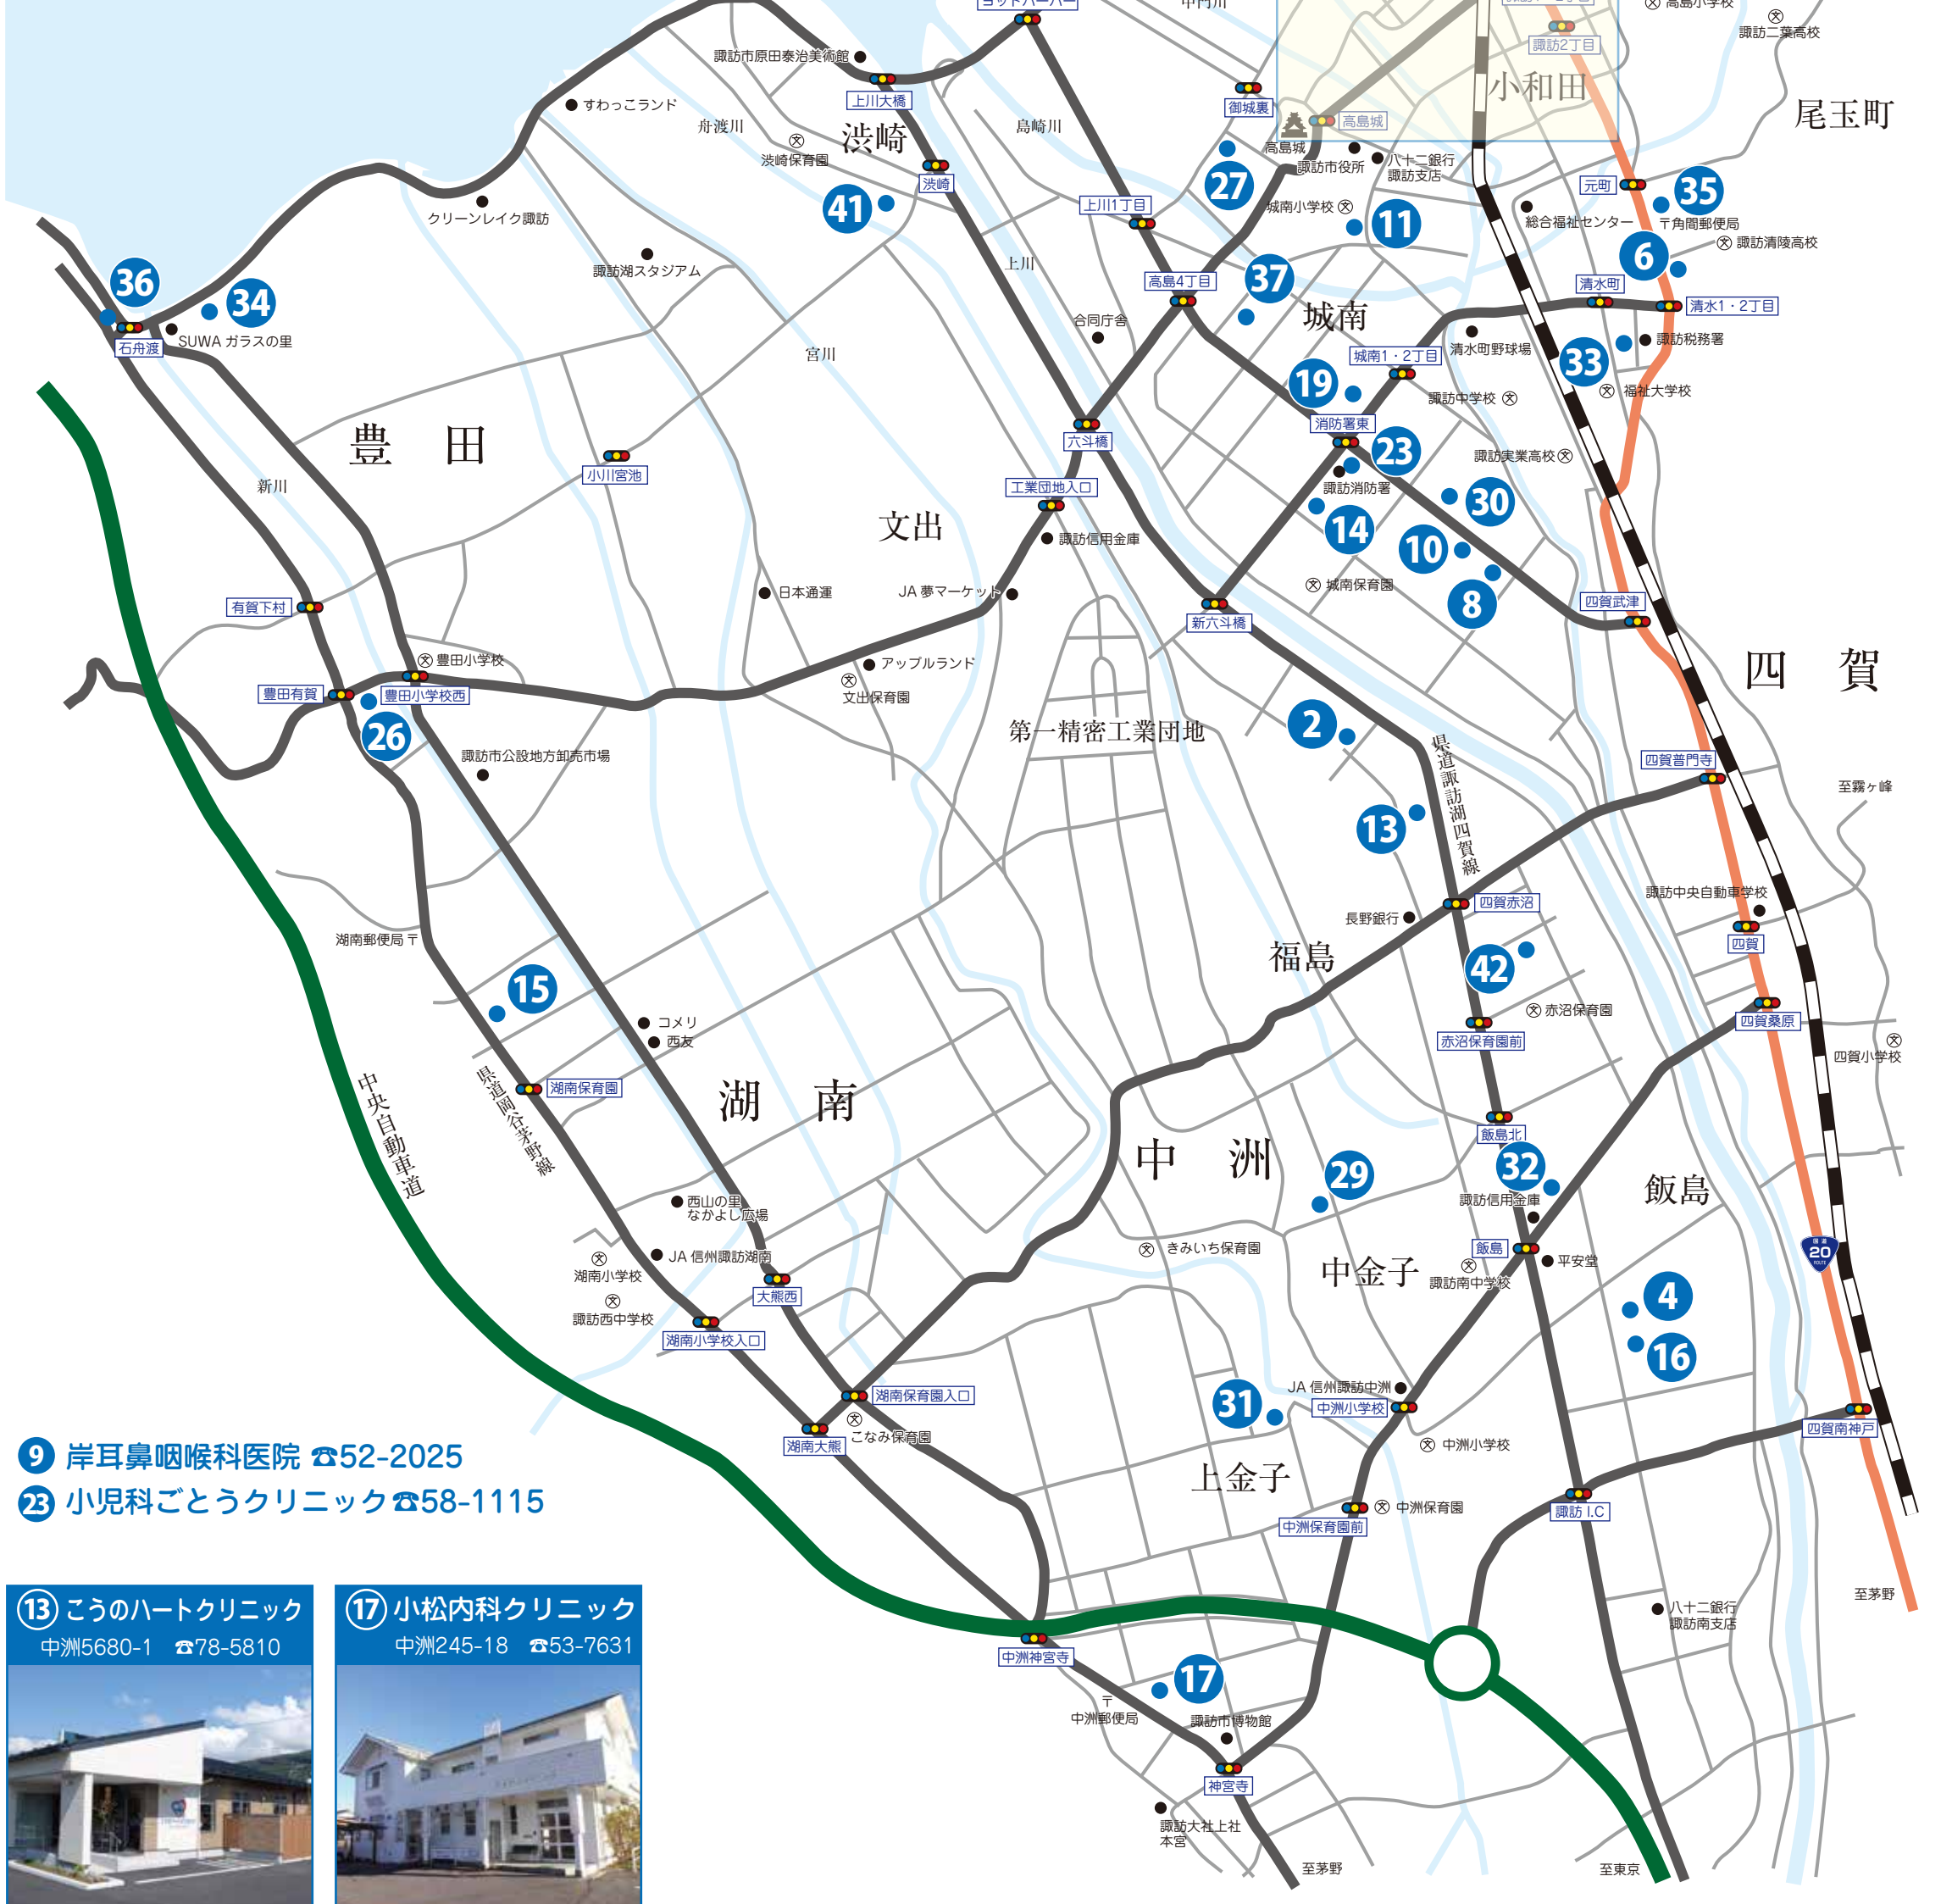 ヨットハーバー
中門川
高島小学校
諏訪二葉高校
諏訪2丁目
小和田
尾玉町
諏訪市原田泰治美術館
すわっこランド
上川大橋
渋崎
舟渡川
渋崎保育園
島崎川
御城裏
高島城
高島城
諏訪市役所
八十二銀行
諏訪支店
27
41
渋崎
上川1丁目
城南小学校
11
元町
35
総合福祉センター
〒角間郵便局
諏訪清陵高校
6
クリーンレイク諏訪
諏訪湖スタジアム
上川
高島4丁目
37
城南
清水町
清水1・2丁目
36
34
石舟渡
SUWA ガラスの里
宮川
合同庁舎
城南1・2丁目
清水町野球場
諏訪税務署
33
福祉大学校
19
諏訪中学校
消防署東
23
諏訪実業高校
諏訪消防署
30
14
10
8
城南保育園
四賀武津
豊田
新川
小川宮池
六斗橋
工業団地入口
文出
諏訪信用金庫
日本通運
JA 夢マーケット
新六斗橋
有賀下村
豊田小学校
豊田有賀
豊田小学校西
26
アップルランド
文出保育園
四賀
諏訪市公設地方卸売市場
第一精密工業団地
2
県道諏訪湖四賀線
四賀普門寺
至霧ヶ峰
13
諏訪中央自動車学校
四賀赤沼
長野銀行
四賀
湖南郵便局 〒
福島
42
15
赤沼保育園
四賀桑原
赤沼保育園前
四賀小学校
コメリ
西友
中央自動車道
県道岡谷茅野線
湖南保育園
湖南
中洲
飯島北
32
29
飯島
諏訪信用金庫
西山の里
なかよし広場
きみいち保育園
飯島
平安堂
国道
20
ROUTE
湖南小学校
JA 信州諏訪湖南
中金子
諏訪南中学校
諏訪西中学校
大熊西
4
湖南小学校入口
16
湖南保育園入口
31
JA 信州諏訪中洲
中洲小学校
四賀南神戸
湖南大熊
こなみ保育園
中洲小学校
上金子
9 岸耳鼻咽喉科医院 ☎52-2025
23 小児科ごとうクリニック☎58-1115
中洲保育園
中洲保育園前
諏訪 I.C
至茅野
八十二銀行
諏訪南支店
13 こうのハートクリニック
中洲5680-1 ☎78-5810
17 小松内科クリニック
中洲245-18 ☎53-7631
中洲神宮寺
17
〒
中洲郵便局
諏訪市博物館
神宮寺
諏訪大社上社
本宮
至茅野
至東京